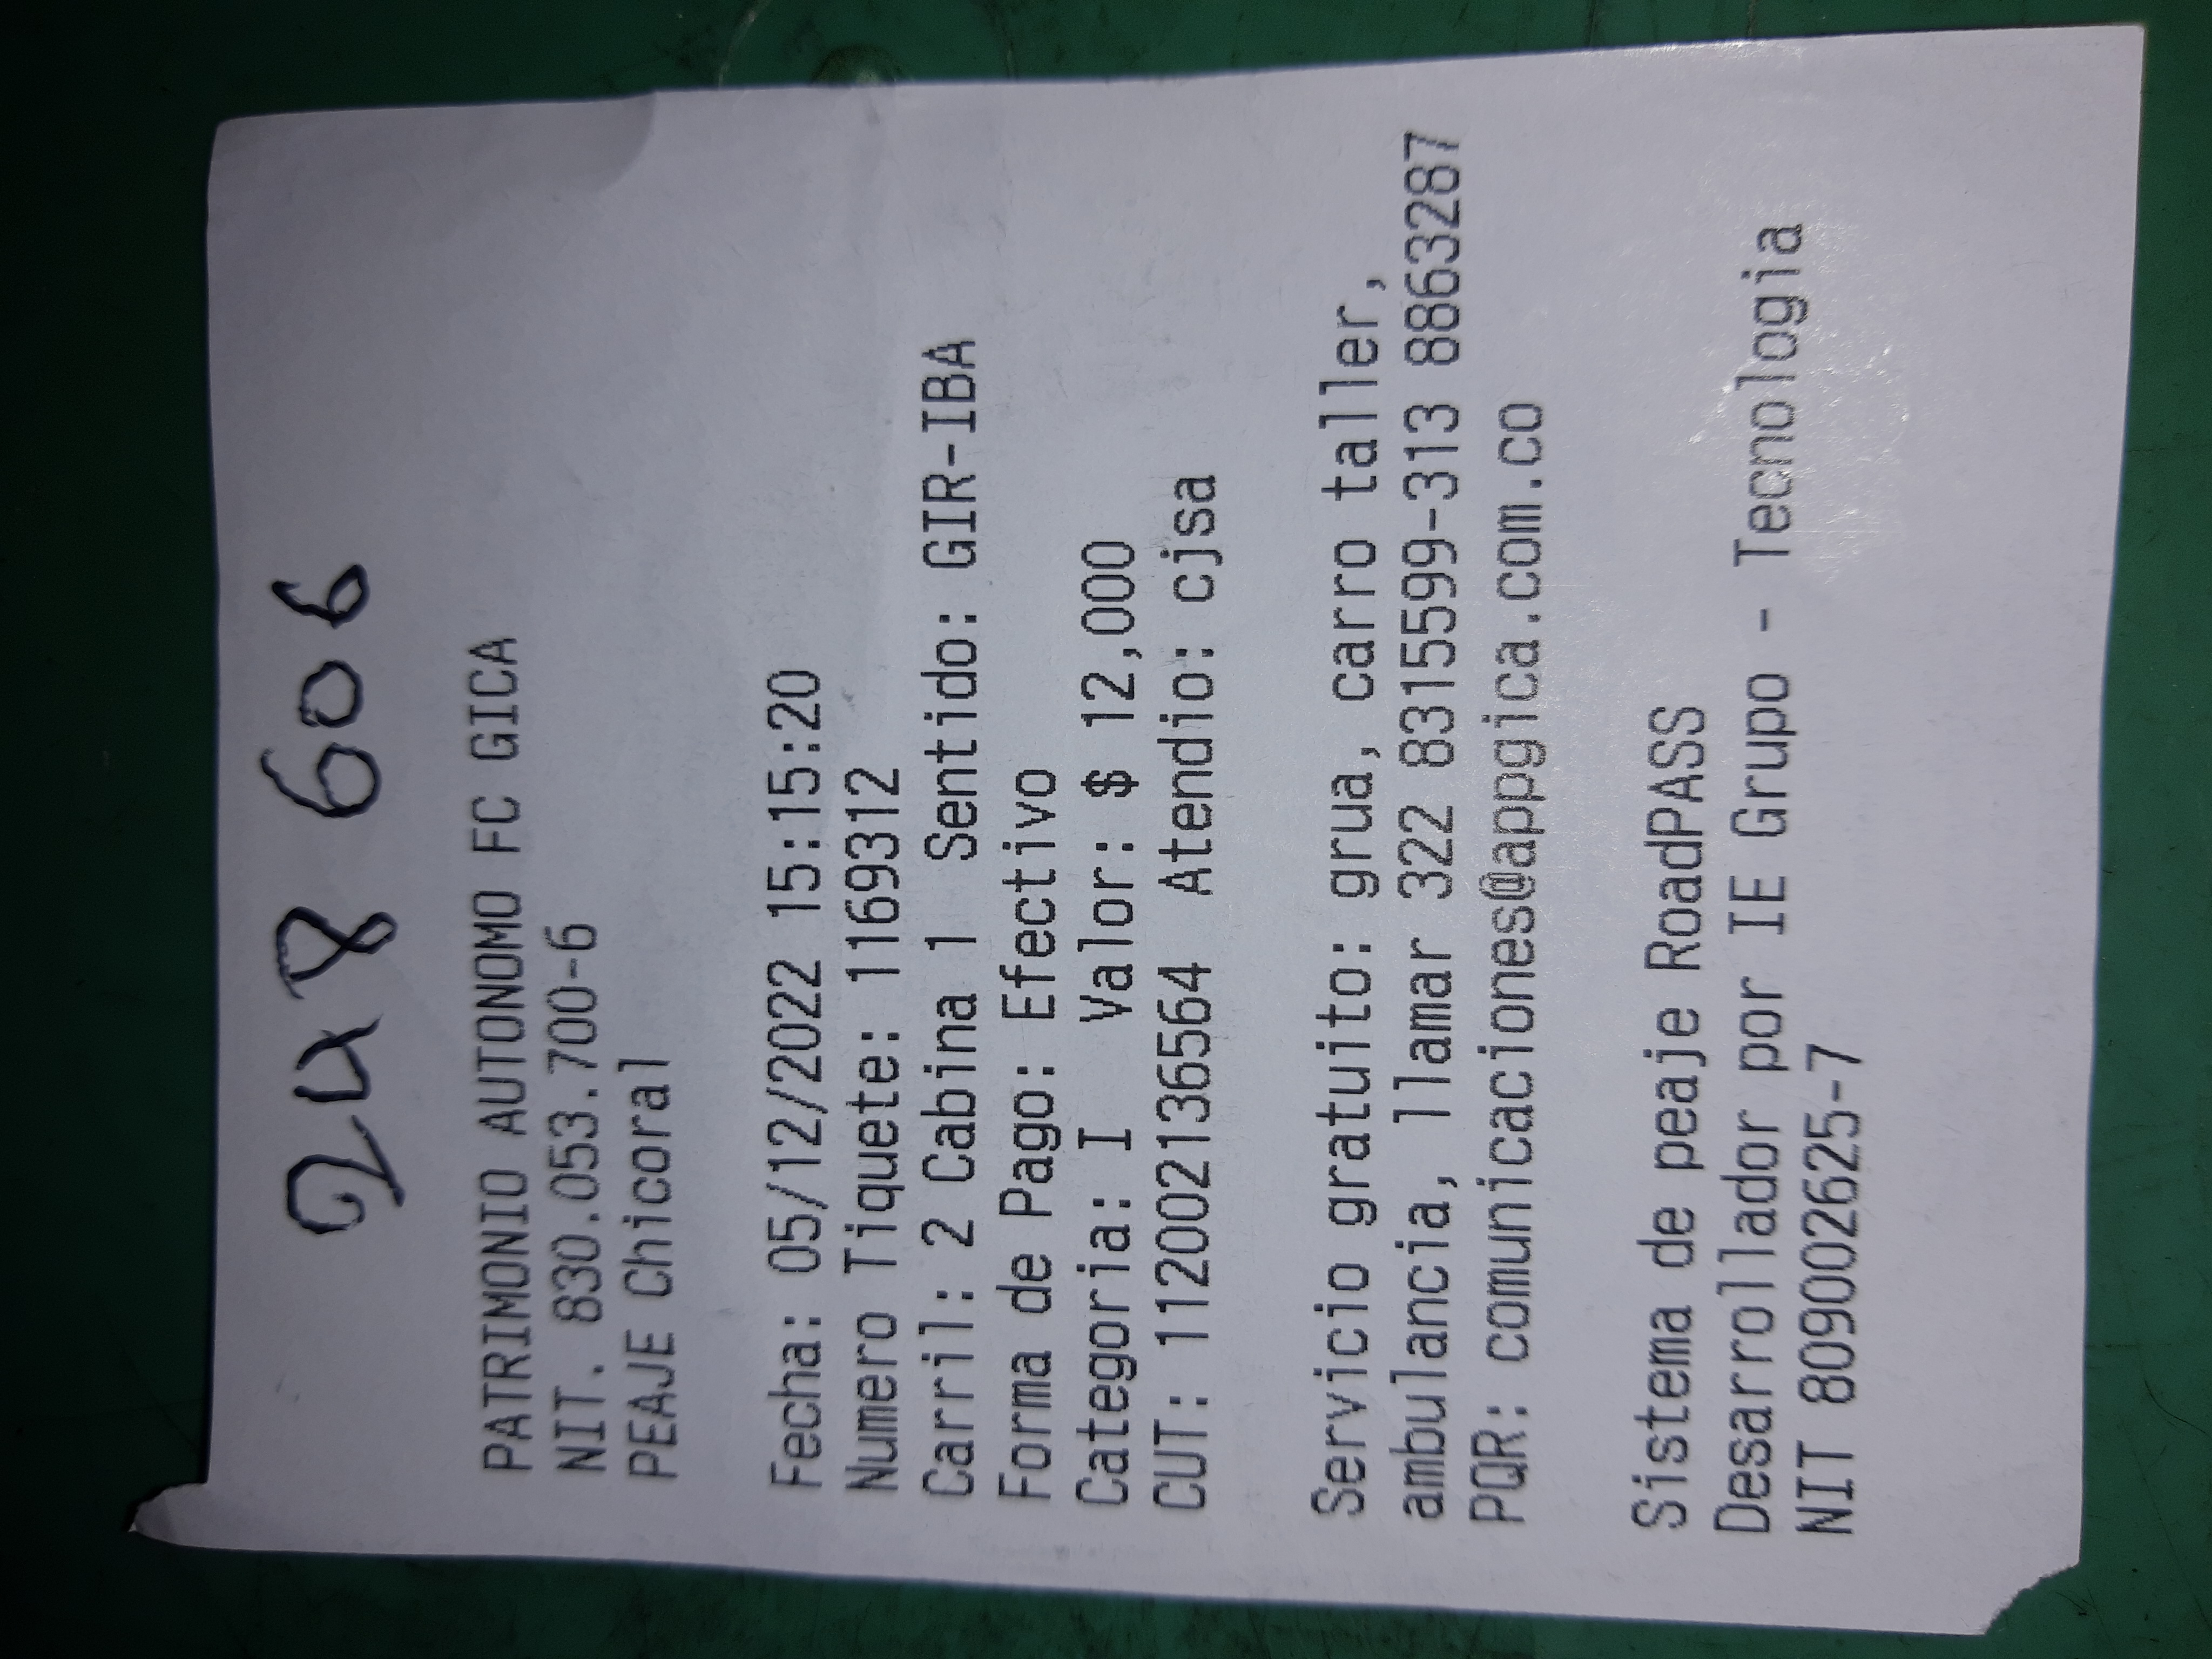 248 606
PATRIMONIO AUTONOMO FC GICA
NIT. 830.053.700-6
PEAJE Chicoral
Fecha: 05/12/2022 15:15:20
Numero Tiquete: 1169312
Carril: 2 Cabina 1 Sentido: GIR-IBA
Forma de Pago: Efectivo
Categoria: I Valor: $ 12,000
CUT: 112002136564 Atendio: cjsa
Servicio gratuito: grua, carro taller,
ambulancia, llamar 322 8315599-313 8863287
PQR: comunicaciones@appgica.com.co
Sistema de peaje RoadPASS
Desarrollador por IE Grupo - Tecnologia
NIT 809002625-7